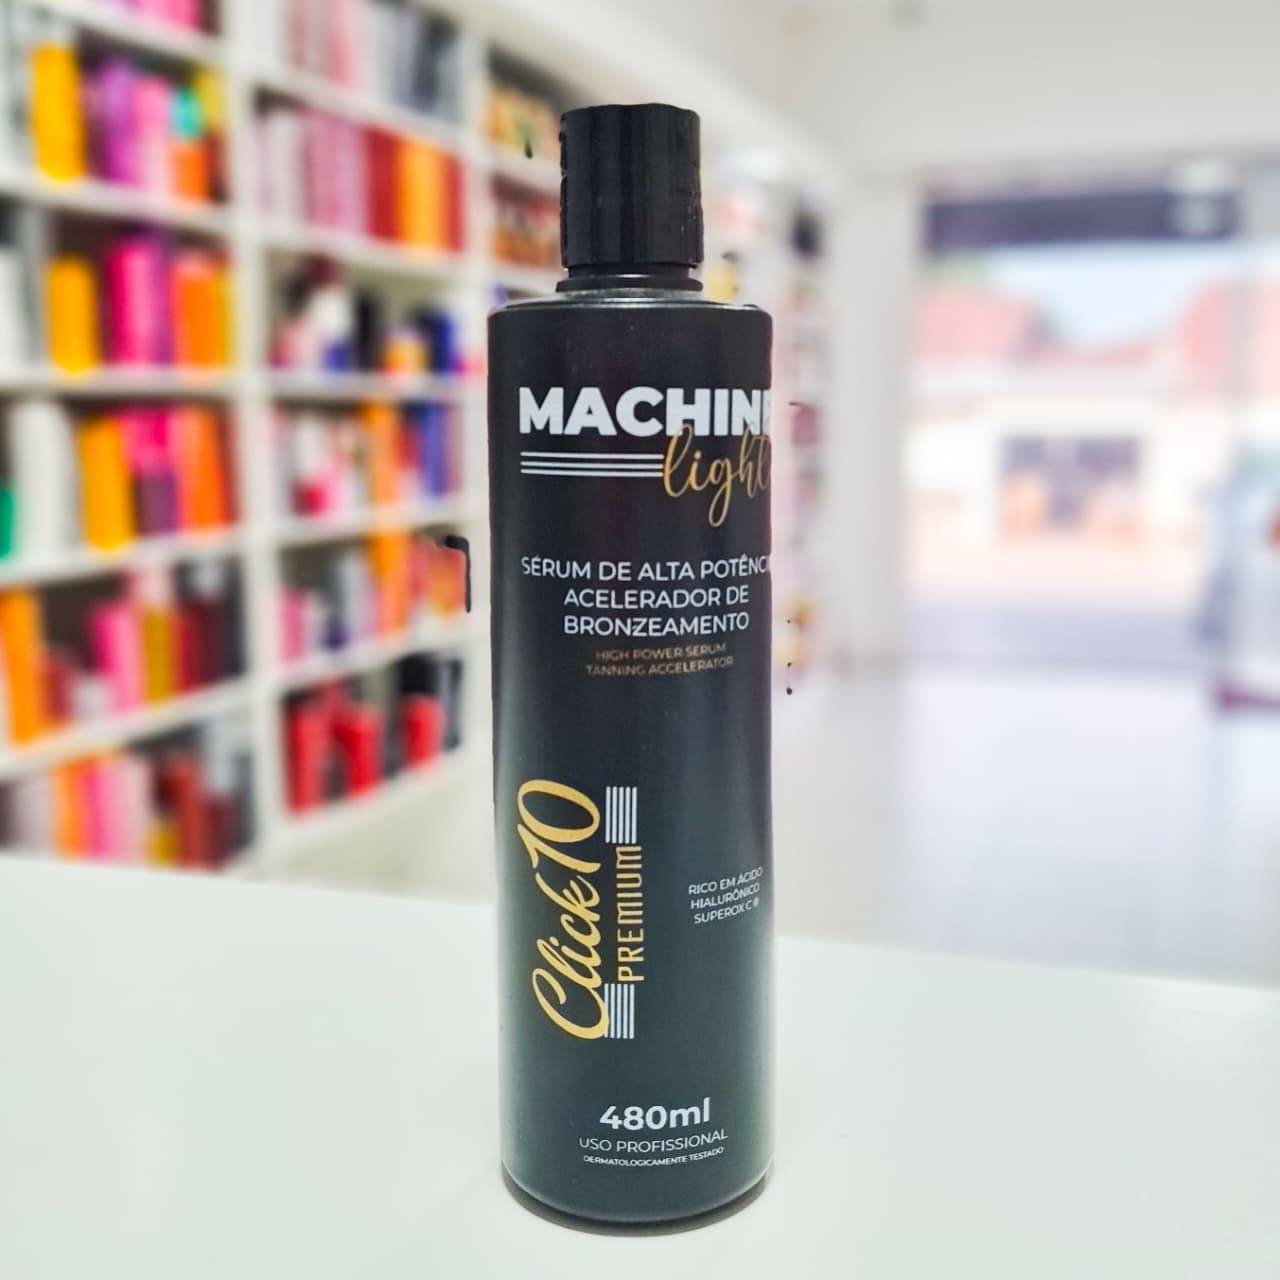 MACHINE
light
SÉRUM DE ALTA POTÊNCI
ACELERADOR DE
BRONZEAMENTO
HIGH POWER SERUM
TANNING ACCELERATOR
Click10
PREMIUM
RICO EM ÁCIDO
HIALURÔNICO
SUPEROX C ®
480ml
USO PROFISSIONAL
DERMATOLOGICAMENTE TESTADO